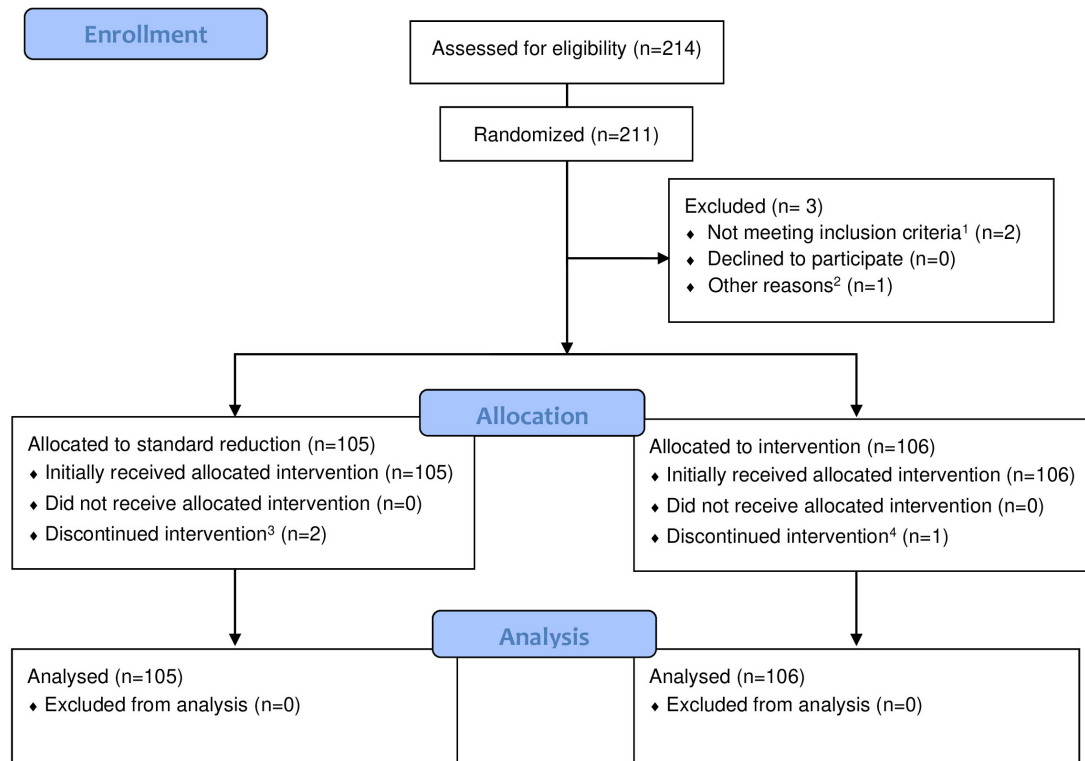 Enrollment
Assessed for eligibility (n=214)
Randomized (n=211)
Excluded (n= 3)
♦ Not meeting inclusion criteria¹ (n=2)
♦ Declined to participate (n=0)
♦ Other reasons² (n=1)
Allocation
Allocated to standard reduction (n=105)
♦ Initially received allocated intervention (n=105)
♦ Did not receive allocated intervention (n=0)
♦ Discontinued intervention³ (n=2)
Allocated to intervention (n=106)
♦ Initially received allocated intervention (n=106)
♦ Did not receive allocated intervention (n=0)
♦ Discontinued intervention⁴ (n=1)
Analysis
Analysed (n=105)
♦ Excluded from analysis (n=0)
Analysed (n=106)
♦ Excluded from analysis (n=0)